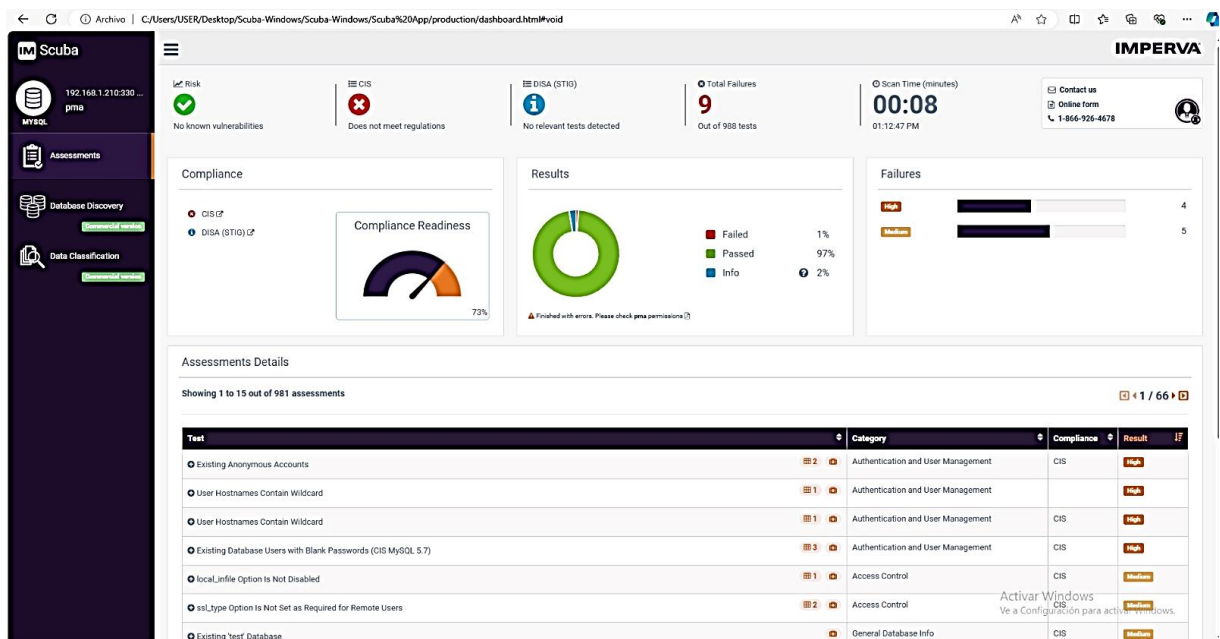 Archivo
C:/Users/USER/Desktop/Scuba-Windows/Scuba-Windows/Scuba%20App/production/dashboard.html#void
IM Scuba
IMPERVA
192.168.1.210:330 ...
pma
MYSQL
Assessments
Database Discovery
Commercial version
Data Classification
Commercial version
Risk
No known vulnerabilities
CIS
Does not meet regulations
DISA (STIG)
No relevant tests detected
Total Failures
9
Out of 988 tests
Scan Time (minutes)
00:08
01:12:47 PM
Contact us
Online form
1-866-926-4678
Compliance
CIS
DISA (STIG)
Compliance Readiness
73%
Results
Failed 1%
Passed 97%
Info 2%
Finished with errors. Please check pma permissions
Failures
High 4
Medium 5
Assessments Details
Showing 1 to 15 out of 981 assessments
1 / 66
Test Category Compliance Result
Existing Anonymous Accounts 2 Authentication and User Management CIS High
User Hostnames Contain Wildcard 1 Authentication and User Management High
User Hostnames Contain Wildcard 1 Authentication and User Management CIS High
Existing Database Users with Blank Passwords (CIS MySQL 5.7) 3 Authentication and User Management CIS High
local_infile Option Is Not Disabled 1 Access Control CIS Medium
ssl_type Option Is Not Set as Required for Remote Users 2 Access Control CIS Medium
Existing 'test' Database General Database Info CIS Medium
Activar Windows
Ve a Configuración para activar Windows.